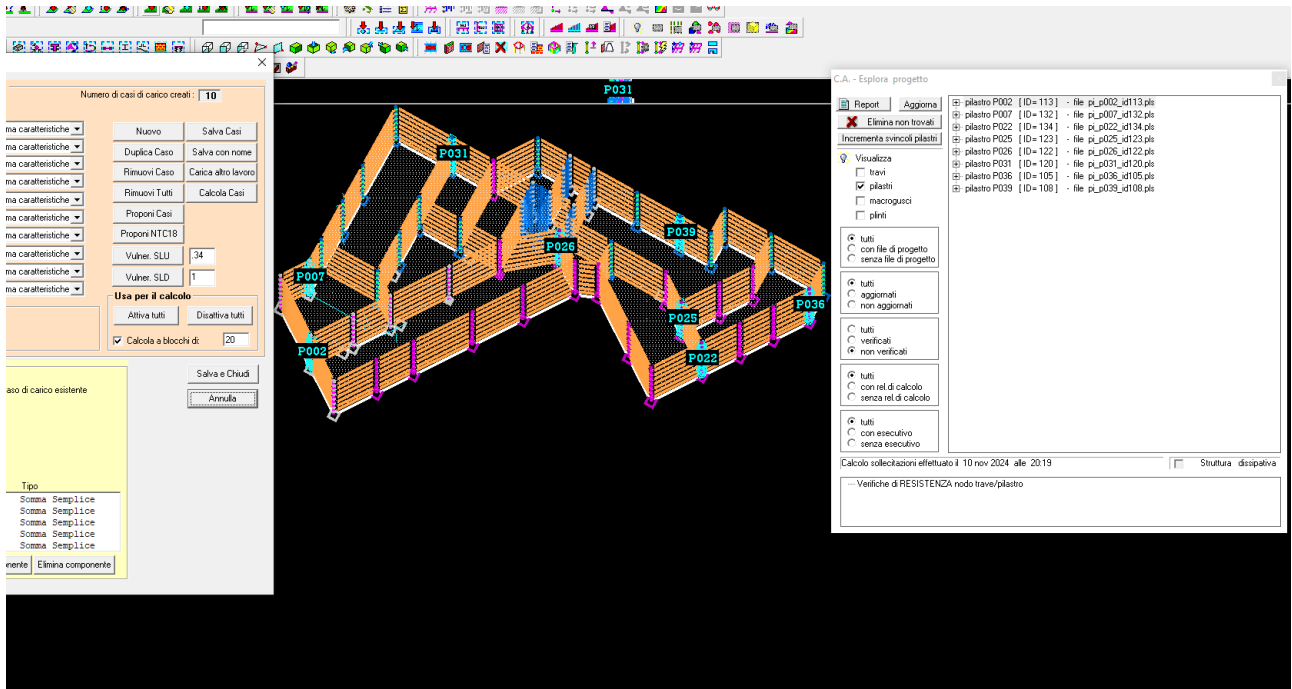 P031
Numero di casi di carico creati : 10
ma caratteristiche
ma caratteristiche
ma caratteristiche
ma caratteristiche
ma caratteristiche
ma caratteristiche
ma caratteristiche
ma caratteristiche
ma caratteristiche
ma caratteristiche
Nuovo Salva Casi
Duplica Caso Salva con nome
Rimuovi Caso Carica altro lavoro
Rimuovi Tutti Calcola Casi
Proponi Casi
Proponi NTC18
Vulner. SLU .34
Vulner. SLD 1
Usa per il calcolo
Attiva tutti Disattiva tutti
Calcola a blocchi di: 20
Salva e Chiudi
Annulla
aso di carico esistente
Tipo
Somma Semplice
Somma Semplice
Somma Semplice
Somma Semplice
Somma Semplice
onente Elimina componente
P031
P039
P026
P007
P036
P025
P002
P022
C.A. - Esplora progetto
Report Aggiorna
Elimina non trovati
Incrementa svincoli pilastri
Visualizza
travi
pilastri
macrogusci
plinti
tutti
con file di progetto
senza file di progetto
tutti
aggiornati
non aggiornati
tutti
verificati
non verificati
tutti
con rel.di calcolo
senza rel.di calcolo
tutti
con esecutivo
senza esecutivo
pilastro P002 [ ID= 113 ] - file pi_p002_id113.pls
pilastro P007 [ ID= 132 ] - file pi_p007_id132.pls
pilastro P022 [ ID= 134 ] - file pi_p022_id134.pls
pilastro P025 [ ID= 123 ] - file pi_p025_id123.pls
pilastro P026 [ ID= 122 ] - file pi_p026_id122.pls
pilastro P031 [ ID= 120 ] - file pi_p031_id120.pls
pilastro P036 [ ID= 105 ] - file pi_p036_id105.pls
pilastro P039 [ ID= 108 ] - file pi_p039_id108.pls
Calcolo sollecitazioni effettuato il 10 nov 2024 alle 20:19 Struttura dissipativa
Verifiche di RESISTENZA nodo trave/pilastro